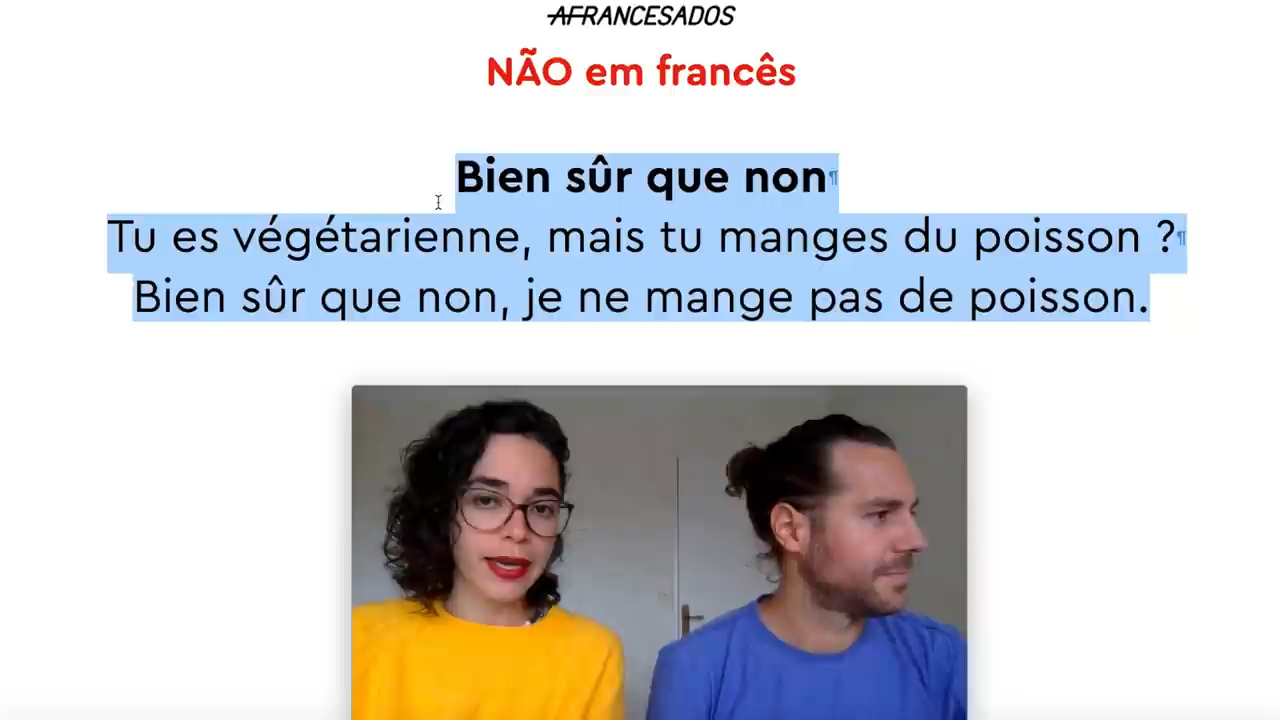 AFRANCESADOS
NÃO em francês
Bien sûr que non¶
Tu es végétarienne, mais tu manges du poisson ?¶
Bien sûr que non, je ne mange pas de poisson.